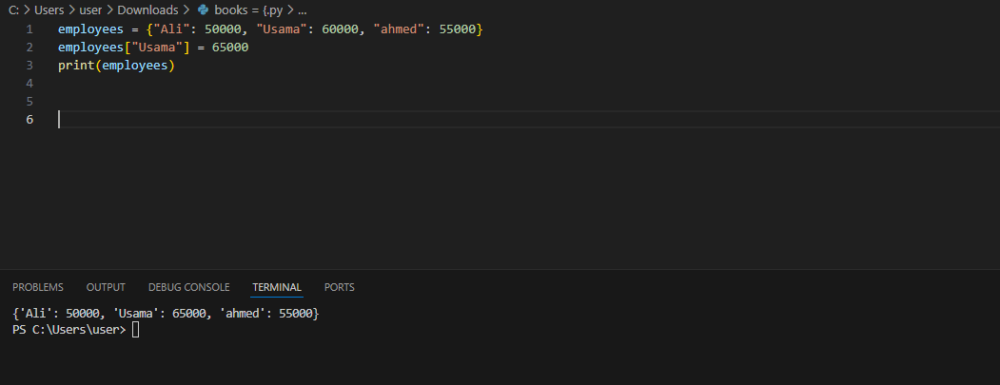 C: > Users > user > Downloads > books = {.py > ...
1 employees = {"Ali": 50000, "Usama": 60000, "ahmed": 55000}
2 employees["Usama"] = 65000
3 print(employees)
4
5
6
PROBLEMS OUTPUT DEBUG CONSOLE TERMINAL PORTS
{'Ali': 50000, 'Usama': 65000, 'ahmed': 55000}
PS C:\Users\user>